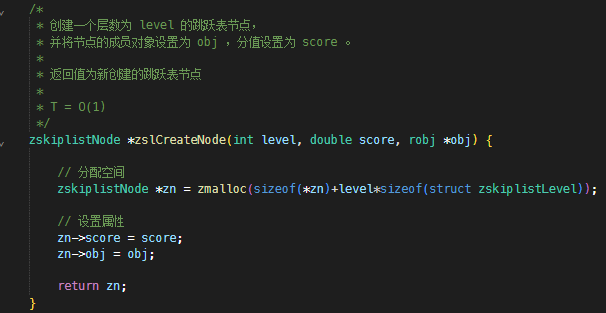 /*
 * 创建一个层数为 level 的跳跃表节点，
 * 并将节点的成员对象设置为 obj ，分值设置为 score 。
 *
 * 返回值为新创建的跳跃表节点
 *
 * T = O(1)
 */
zskiplistNode *zslCreateNode(int level, double score, robj *obj) {
    // 分配空间
    zskiplistNode *zn = zmalloc(sizeof(*zn)+level*sizeof(struct zskiplistLevel));
    // 设置属性
    zn->score = score;
    zn->obj = obj;
    return zn;
}